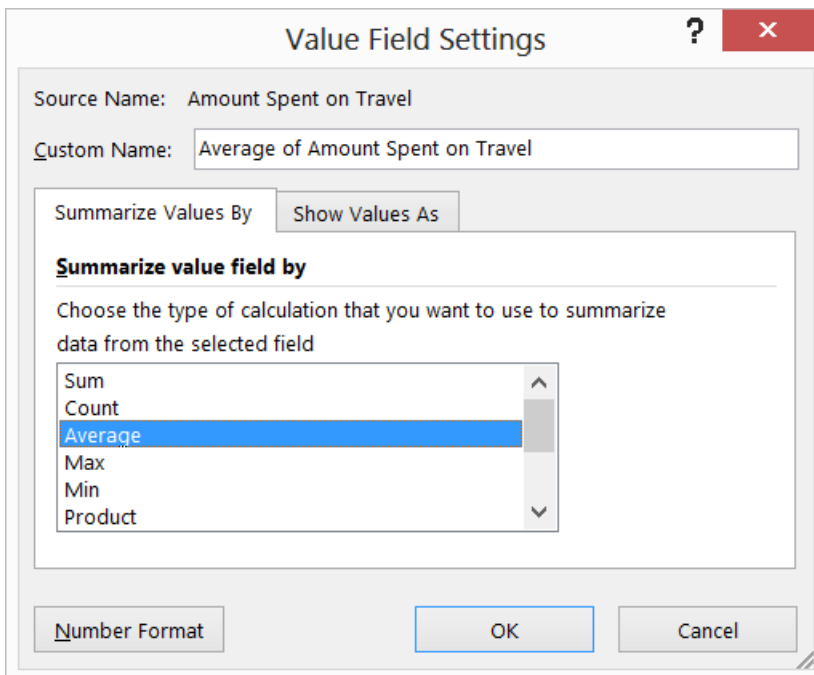 Value Field Settings ?
Source Name: Amount Spent on Travel
Custom Name: Average of Amount Spent on Travel
Summarize Values By Show Values As
Summarize value field by
Choose the type of calculation that you want to use to summarize
data from the selected field
Sum
Count
Average
Max
Min
Product
Number Format OK Cancel